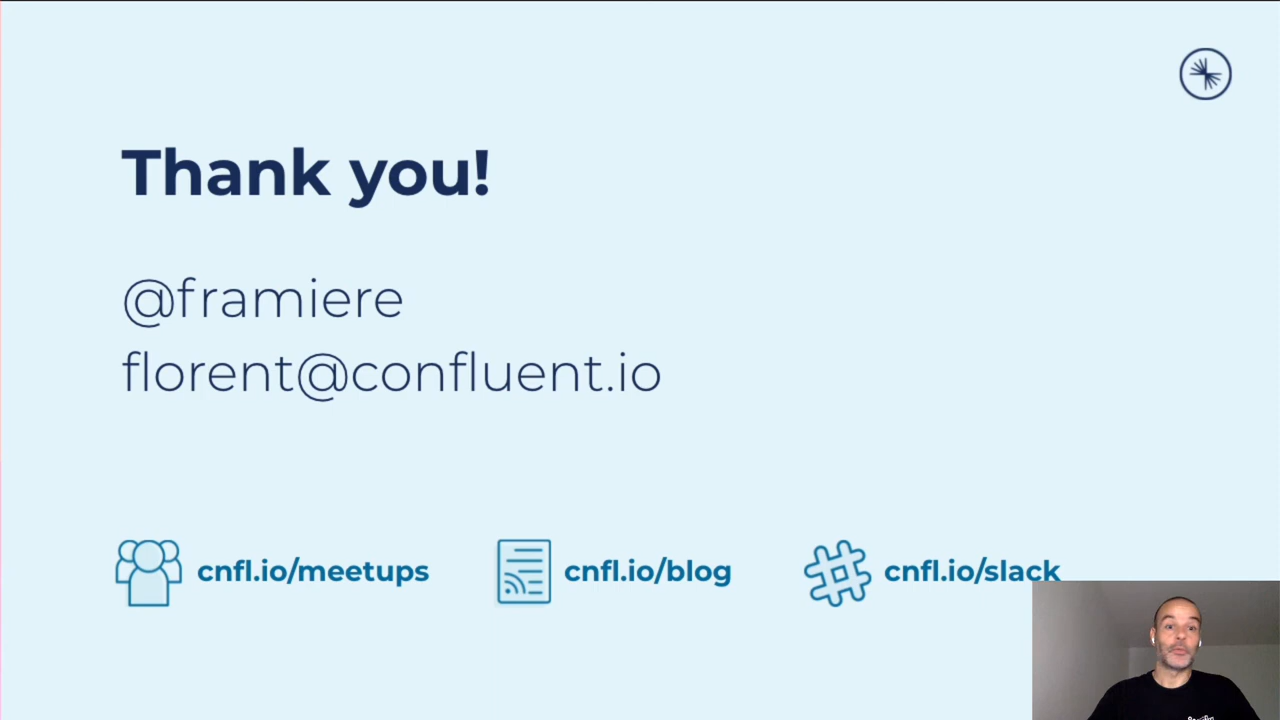 Thank you!
@framiere
florent@confluent.io
cnfl.io/meetups
cnfl.io/blog
cnfl.io/slack